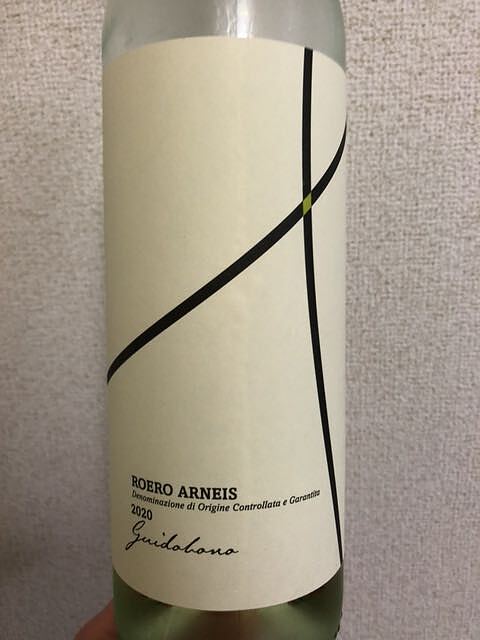 ROERO ARNEIS
Denominazione di Origine Controllata e Garantita
2020
Guidobono